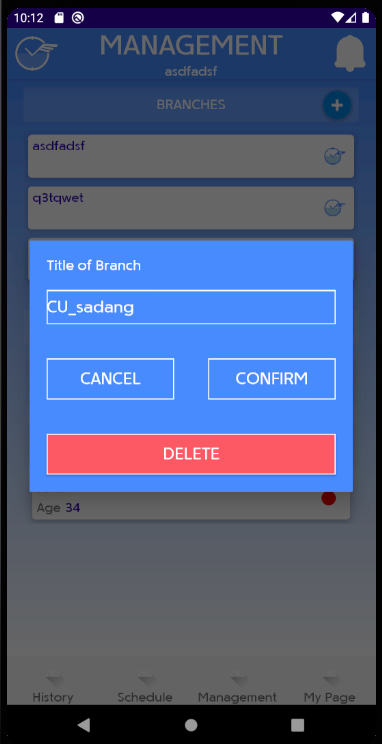 10:12
MANAGEMENT
asdfadsf
BRANCHES
asdfadsf
q3tqwet
Title of Branch
CU_sadang
CANCEL CONFIRM
DELETE
Age 34
History Schedule Management My Page